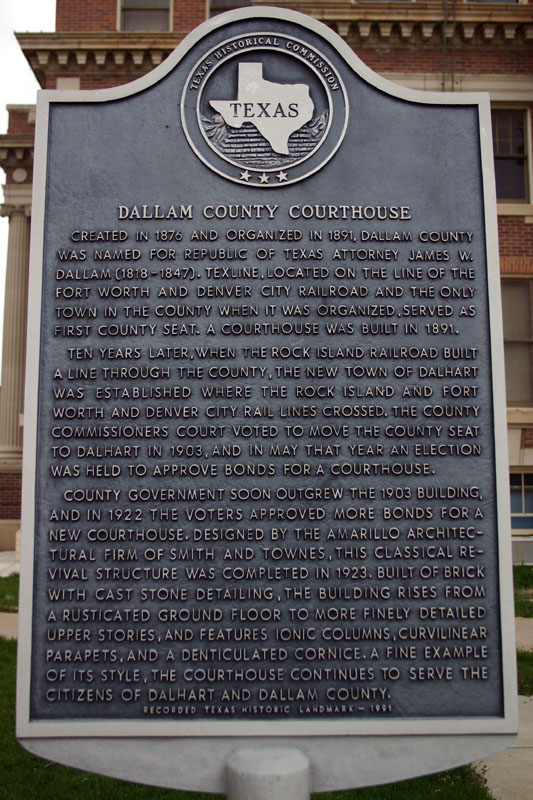 TEXAS HISTORICAL COMMISSION
TEXAS
DALLAM COUNTY COURTHOUSE
CREATED IN 1876 AND ORGANIZED IN 1891, DALLAM COUNTY
WAS NAMED FOR REPUBLIC OF TEXAS ATTORNEY JAMES W.
DALLAM (1818-1847). TEXLINE, LOCATED ON THE LINE OF THE
FORT WORTH AND DENVER CITY RAILROAD AND THE ONLY
TOWN IN THE COUNTY WHEN IT WAS ORGANIZED, SERVED AS
FIRST COUNTY SEAT. A COURTHOUSE WAS BUILT IN 1891.
TEN YEARS LATER, WHEN THE ROCK ISLAND RAILROAD BUILT
A LINE THROUGH THE COUNTY, THE NEW TOWN OF DALHART
WAS ESTABLISHED WHERE THE ROCK ISLAND AND FORT
WORTH AND DENVER CITY RAIL LINES CROSSED. THE COUNTY
COMMISSIONERS COURT VOTED TO MOVE THE COUNTY SEAT
TO DALHART IN 1903, AND IN MAY THAT YEAR AN ELECTION
WAS HELD TO APPROVE BONDS FOR A COURTHOUSE.
COUNTY GOVERNMENT SOON OUTGREW THE 1903 BUILDING,
AND IN 1922 THE VOTERS APPROVED MORE BONDS FOR A
NEW COURTHOUSE. DESIGNED BY THE AMARILLO ARCHITEC-
TURAL FIRM OF SMITH AND TOWNES, THIS CLASSICAL RE-
VIVAL STRUCTURE WAS COMPLETED IN 1923. BUILT OF BRICK
WITH CAST STONE DETAILING, THE BUILDING RISES FROM
A RUSTICATED GROUND FLOOR TO MORE FINELY DETAILED
UPPER STORIES, AND FEATURES IONIC COLUMNS, CURVILINEAR
PARAPETS, AND A DENTICULATED CORNICE. A FINE EXAMPLE
OF ITS STYLE, THE COURTHOUSE CONTINUES TO SERVE THE
CITIZENS OF DALHART AND DALLAM COUNTY.
RECORDED TEXAS HISTORIC LANDMARK - 1981